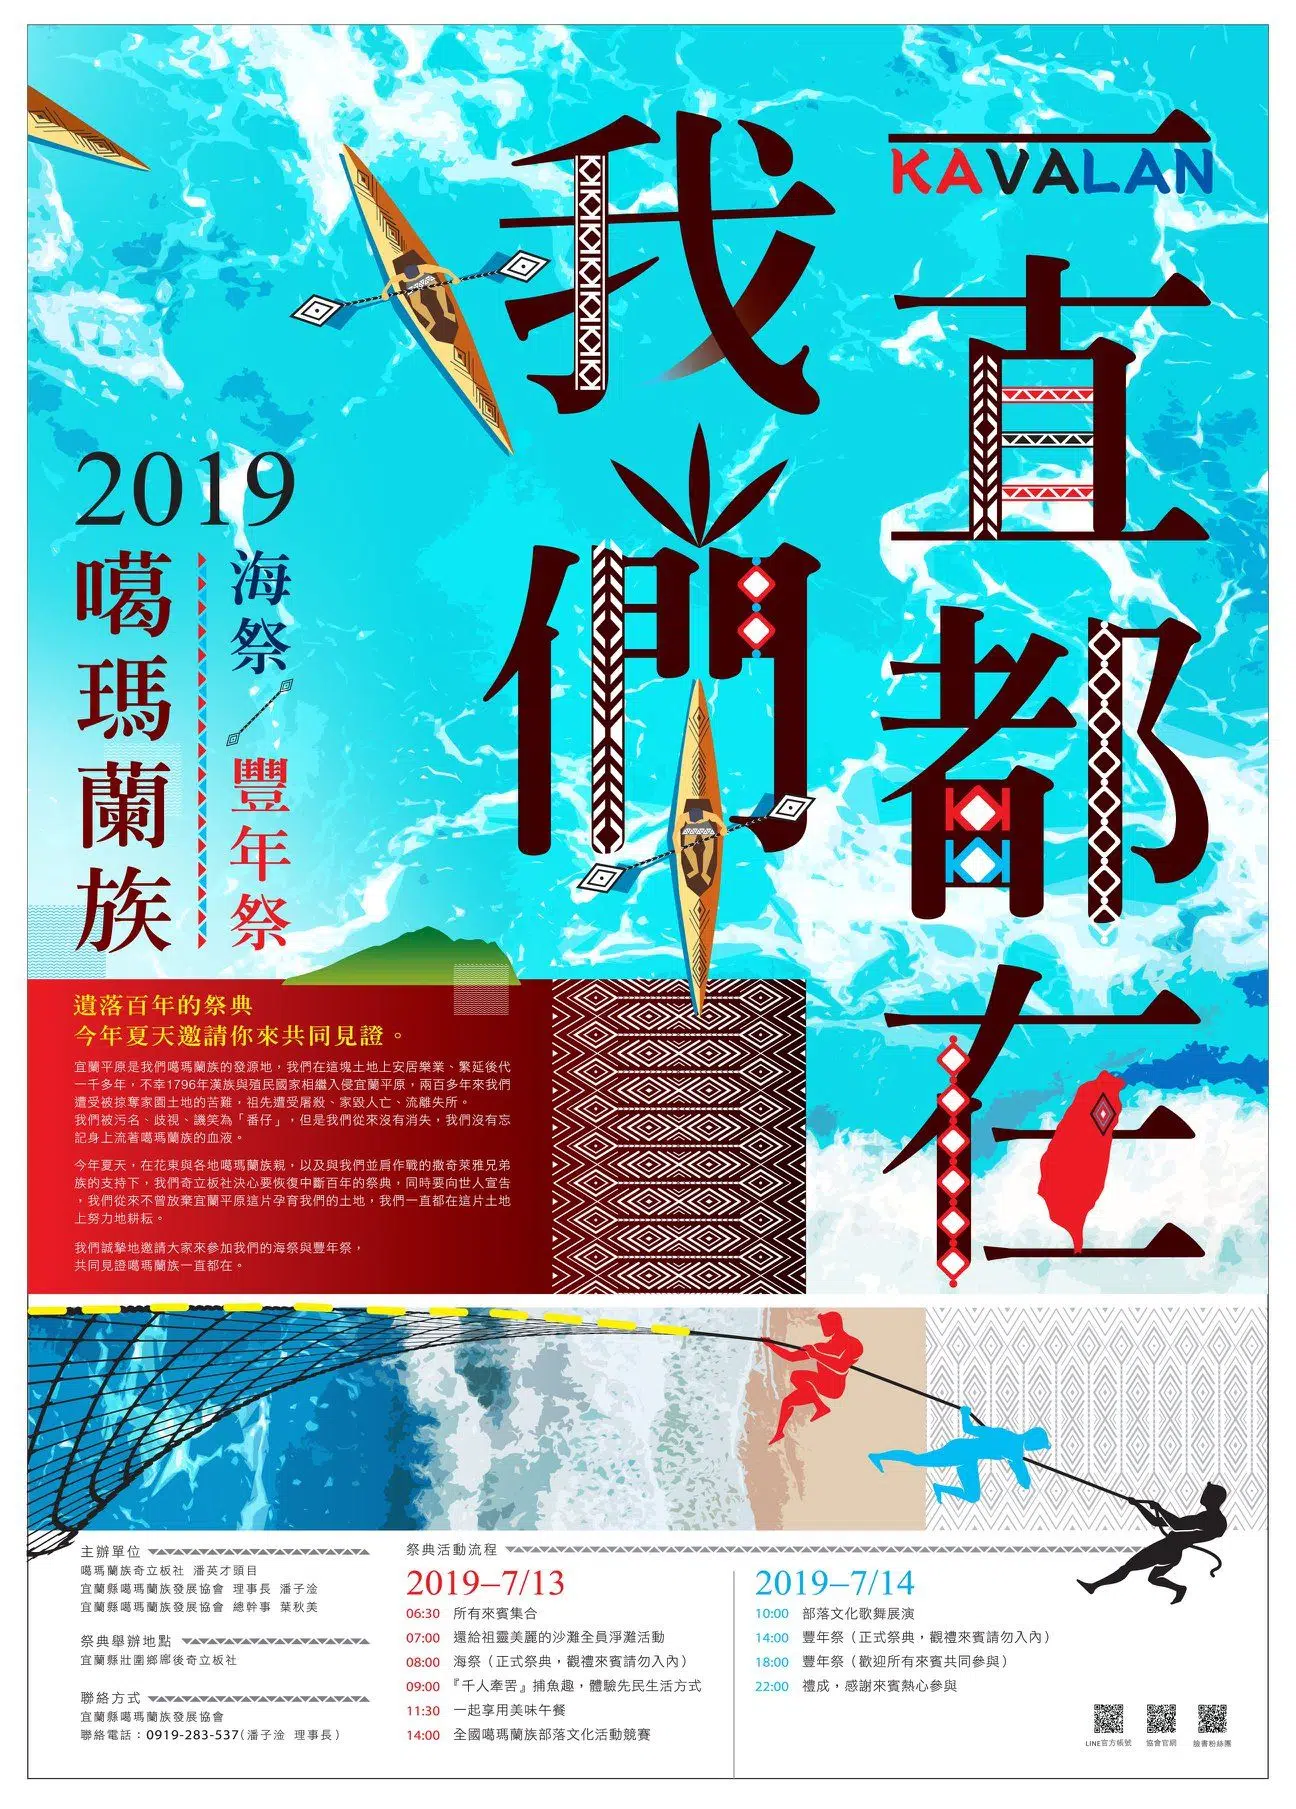 我們
一直都在
KAVALAN
2019
噶瑪蘭族
海祭／豐年祭
遺落百年的祭典
今年夏天邀請你來共同見證。
宜蘭平原是我們噶瑪蘭族的發源地，我們在這塊土地上安居樂業、繁延後代
一千多年，不幸1796年漢族與殖民國家相繼入侵宜蘭平原，兩百多年來我們
遭受被掠奪家園土地的苦難，祖先遭受屠殺、家毀人亡、流離失所。
我們被污名、歧視、譏笑為「番仔」，但是我們從來沒有消失，我們沒有忘
記身上流著噶瑪蘭族的血液。
今年夏天，在花東與各地噶瑪蘭族親，以及與我們並肩作戰的撒奇萊雅兄弟
族的支持下，我們奇立板社決心要恢復中斷百年的祭典，同時要向世人宣告
，我們從來不曾放棄宜蘭平原這片孕育我們的土地，我們一直都在這片土地
上努力地耕耘。
我們誠摯地邀請大家來參加我們的海祭與豐年祭，
共同見證噶瑪蘭族一直都在。
主辦單位
噶瑪蘭族奇立板社 潘英才頭目
宜蘭縣噶瑪蘭族發展協會 理事長 潘子淦
宜蘭縣噶瑪蘭族發展協會 總幹事 葉秋美
祭典舉辦地點
宜蘭縣壯圍鄉廍後奇立板社
聯絡方式
宜蘭縣噶瑪蘭族發展協會
聯絡電話：0919-283-537(潘子淦 理事長)
祭典活動流程
2019–7/13
06:30 所有來賓集合
07:00 還給祖靈美麗的沙灘全員淨灘活動
08:00 海祭（正式祭典，觀禮來賓請勿入內）
09:00 『千人牽罟』捕魚趣，體驗先民生活方式
11:30 一起享用美味午餐
14:00 全國噶瑪蘭族部落文化活動競賽
2019–7/14
10:00 部落文化歌舞展演
14:00 豐年祭（正式祭典，觀禮來賓請勿入內）
18:00 豐年祭（歡迎所有來賓共同參與）
22:00 禮成，感謝來賓熱心參與
LINE官方帳號
協會官網
臉書粉絲團